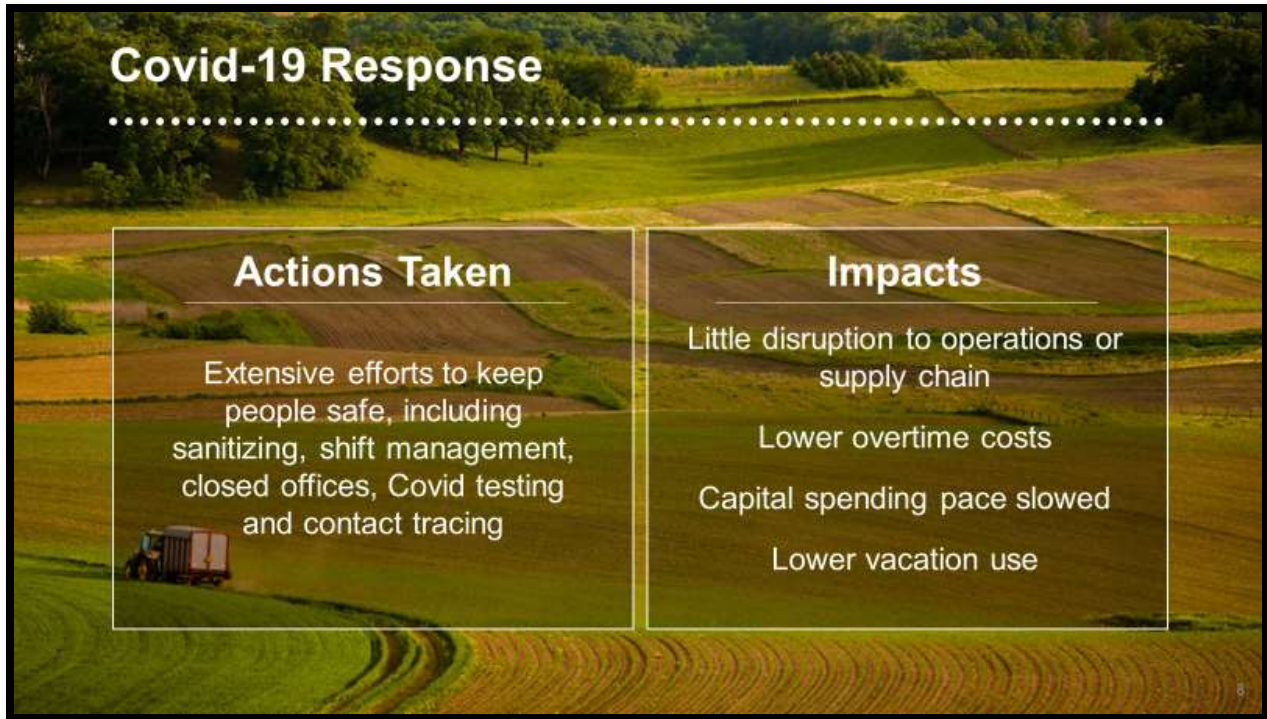 Covid-19 Response
Actions Taken
Extensive efforts to keep
people safe, including
sanitizing, shift management,
closed offices, Covid testing
and contact tracing
Impacts
Little disruption to operations or
supply chain
Lower overtime costs
Capital spending pace slowed
Lower vacation use
8